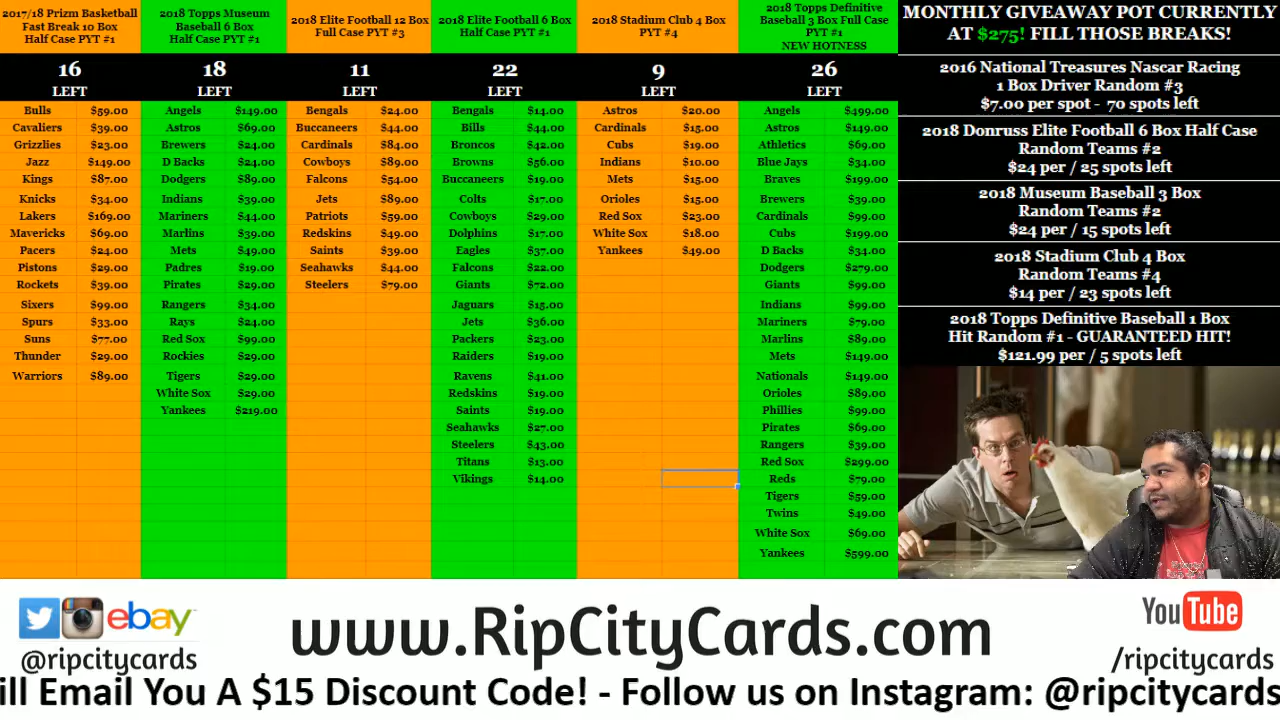 2017/18 Prizm Basketball
Fast Break 10 Box
Half Case PYT #1
16
LEFT
Bulls $59.00
Cavaliers $39.00
Grizzlies $23.00
Jazz $149.00
Kings $87.00
Knicks $34.00
Lakers $169.00
Mavericks $69.00
Pacers $24.00
Pistons $29.00
Rockets $39.00
Sixers $99.00
Spurs $33.00
Suns $77.00
Thunder $29.00
Warriors $89.00
2018 Topps Museum
Baseball 6 Box
Half Case PYT #1
18
LEFT
Angels $149.00
Astros $69.00
Brewers $24.00
D Backs $24.00
Dodgers $89.00
Indians $39.00
Mariners $44.00
Marlins $39.00
Mets $49.00
Padres $19.00
Pirates $29.00
Rangers $34.00
Rays $24.00
Red Sox $99.00
Rockies $29.00
Tigers $29.00
White Sox $29.00
Yankees $219.00
2018 Elite Football 12 Box
Full Case PYT #3
11
LEFT
Bengals $24.00
Buccaneers $44.00
Cardinals $84.00
Cowboys $89.00
Falcons $54.00
Jets $89.00
Patriots $59.00
Redskins $49.00
Saints $39.00
Seahawks $44.00
Steelers $79.00
2018 Elite Football 6 Box
Half Case PYT #1
22
LEFT
Bengals $14.00
Bills $44.00
Broncos $42.00
Browns $56.00
Buccaneers $19.00
Colts $17.00
Cowboys $29.00
Dolphins $17.00
Eagles $37.00
Falcons $22.00
Giants $72.00
Jaguars $15.00
Jets $36.00
Packers $23.00
Raiders $19.00
Ravens $41.00
Redskins $19.00
Saints $19.00
Seahawks $27.00
Steelers $43.00
Titans $13.00
Vikings $14.00
2018 Stadium Club 4 Box
PYT #4
9
LEFT
Astros $20.00
Cardinals $15.00
Cubs $19.00
Indians $10.00
Mets $15.00
Orioles $15.00
Red Sox $23.00
White Sox $18.00
Yankees $49.00
2018 Topps Definitive
Baseball 3 Box Full Case
PYT #1
NEW HOTNESS
26
LEFT
Angels $499.00
Astros $149.00
Athletics $69.00
Blue Jays $34.00
Braves $199.00
Brewers $39.00
Cardinals $99.00
Cubs $199.00
D Backs $34.00
Dodgers $279.00
Giants $99.00
Indians $99.00
Mariners $79.00
Marlins $89.00
Mets $149.00
Nationals $149.00
Orioles $89.00
Phillies $99.00
Pirates $69.00
Rangers $39.00
Red Sox $299.00
Reds $79.00
Tigers $59.00
Twins $49.00
White Sox $69.00
Yankees $599.00
MONTHLY GIVEAWAY POT CURRENTLY
AT $275! FILL THOSE BREAKS!
2016 National Treasures Nascar Racing
1 Box Driver Random #3
$7.00 per spot - 70 spots left
2018 Donruss Elite Football 6 Box Half Case
Random Teams #2
$24 per / 25 spots left
2018 Museum Baseball 3 Box
Random Teams #2
$24 per / 15 spots left
2018 Stadium Club 4 Box
Random Teams #4
$14 per / 23 spots left
2018 Topps Definitive Baseball 1 Box
Hit Random #1 - GUARANTEED HIT!
$121.99 per / 5 spots left
ebay
@ripcitycards
www.RipCityCards.com
YouTube
/ripcitycards
ill Email You A $15 Discount Code! - Follow us on Instagram: @ripcitycards